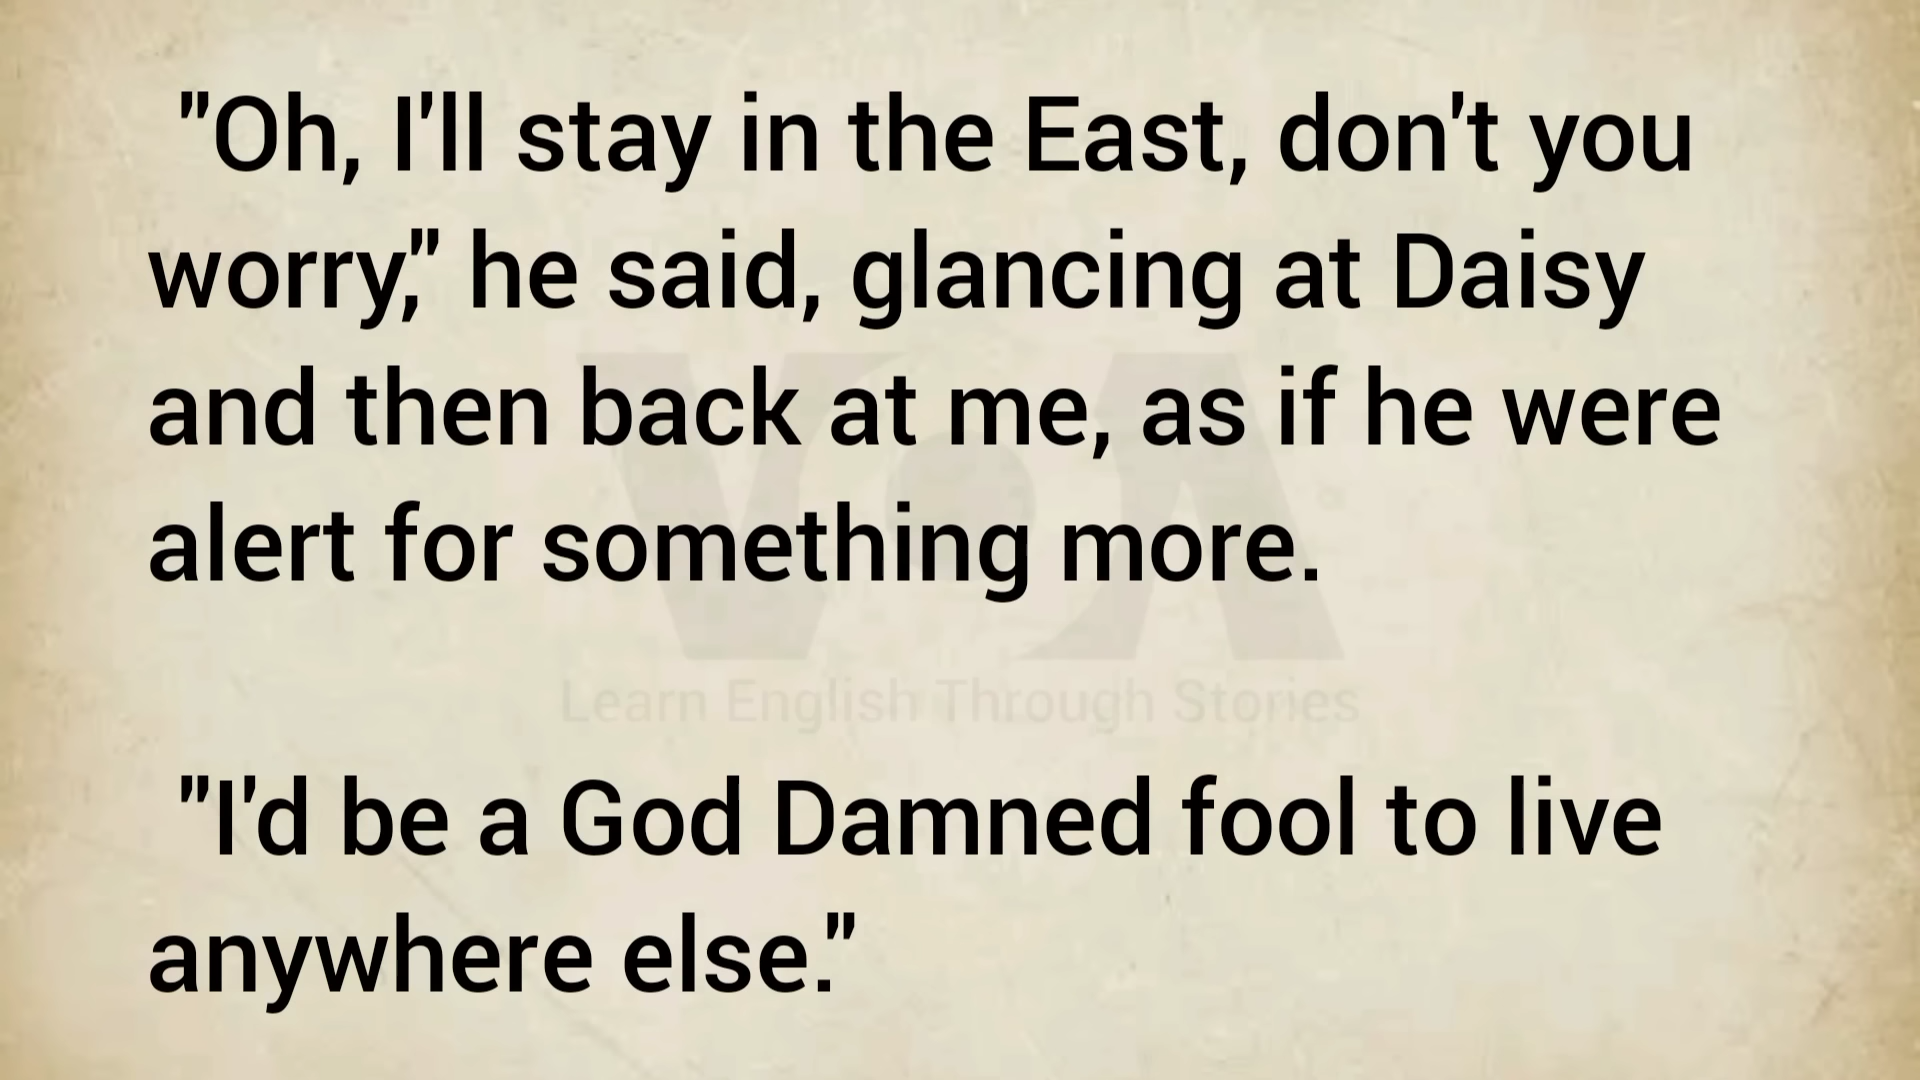 "Oh, I'll stay in the East, don't you
worry," he said, glancing at Daisy
and then back at me, as if he were
alert for something more.
VOA
Learn English Through Stories
"I'd be a God Damned fool to live
anywhere else."